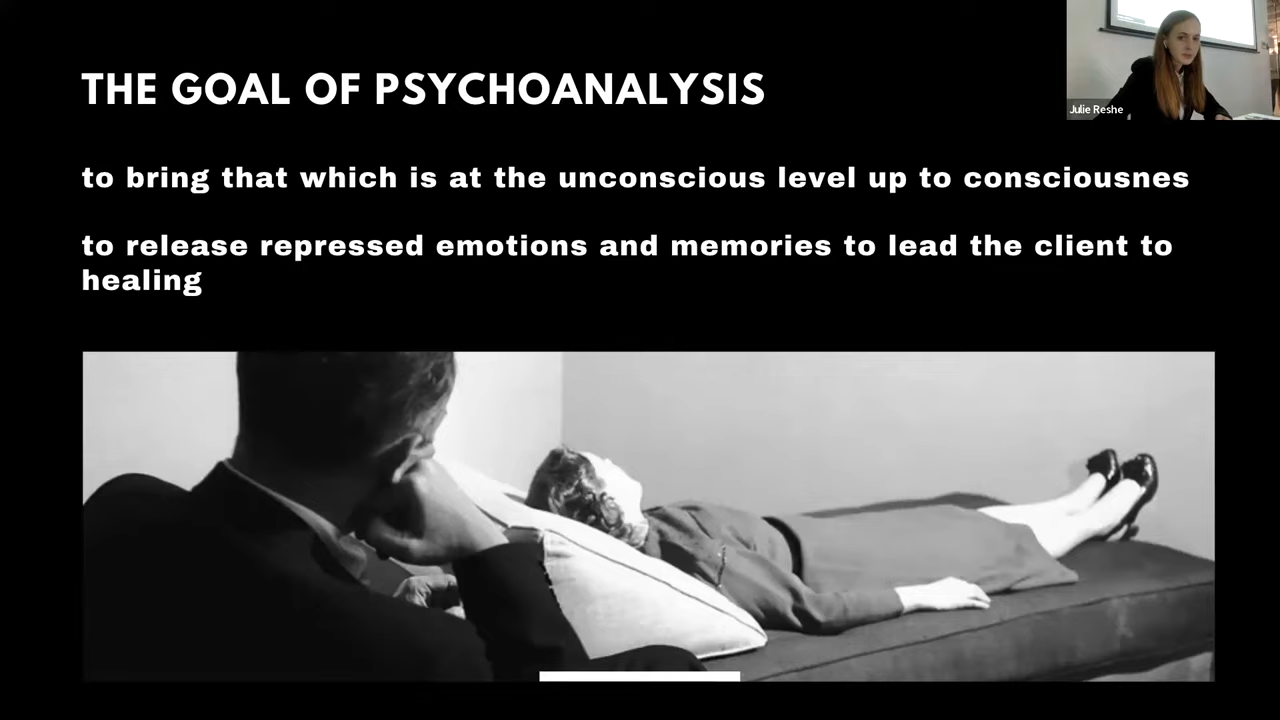 THE GOAL OF PSYCHOANALYSIS
Julie Reshe
to bring that which is at the unconscious level up to consciousnes
to release repressed emotions and memories to lead the client to
healing